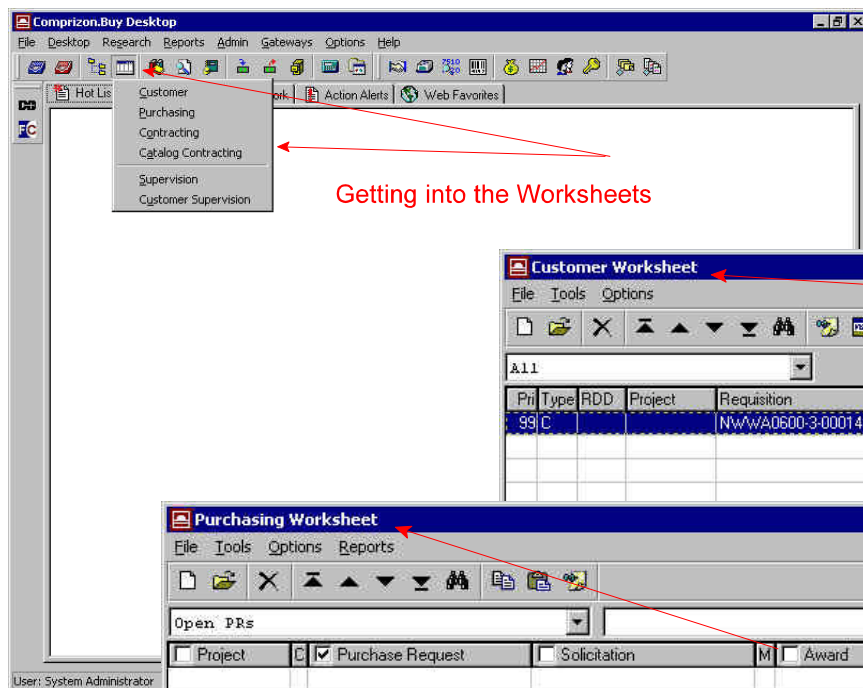 Comprizon.Buy Desktop
File Desktop Research Reports Admin Gateways Options Help
Hot Lis ork Action Alerts Web Favorites
Customer
Purchasing
Contracting
Catalog Contracting
Supervision
Customer Supervision
FC
Getting into the Worksheets
Customer Worksheet
File Tools Options
All
Pri Type RDD Project Requisition
99 C NWWA0600-3-00014
Purchasing Worksheet
File Tools Options Reports
Open PRs
Project C Purchase Request Solicitation M Award
User: System Administrator